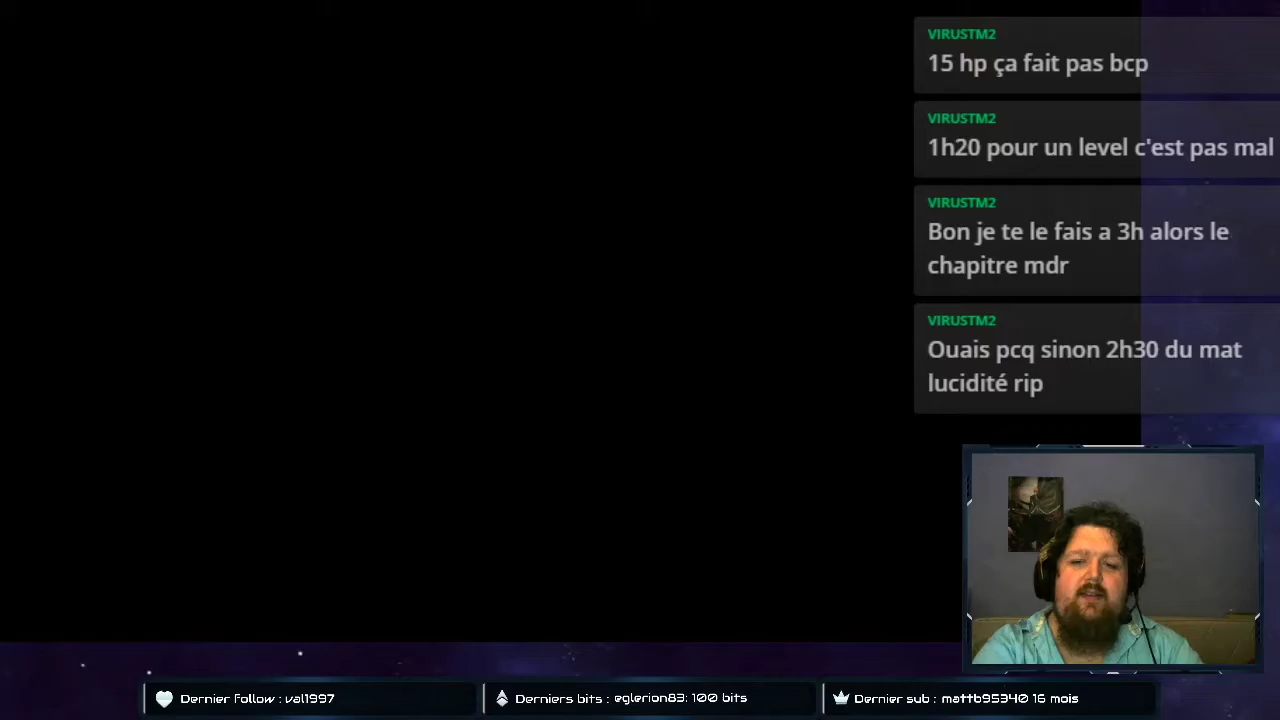 VIRUSTM2
15 hp ça fait pas bcp
VIRUSTM2
1h20 pour un level c'est pas mal
VIRUSTM2
Bon je te le fais a 3h alors le
chapitre mdr
VIRUSTM2
Ouais pcq sinon 2h30 du mat
lucidité rip
Dernier Follow : val1997
Derniers bits : eglerion83: 100 bits
Dernier sub : mattb95340 16 mois